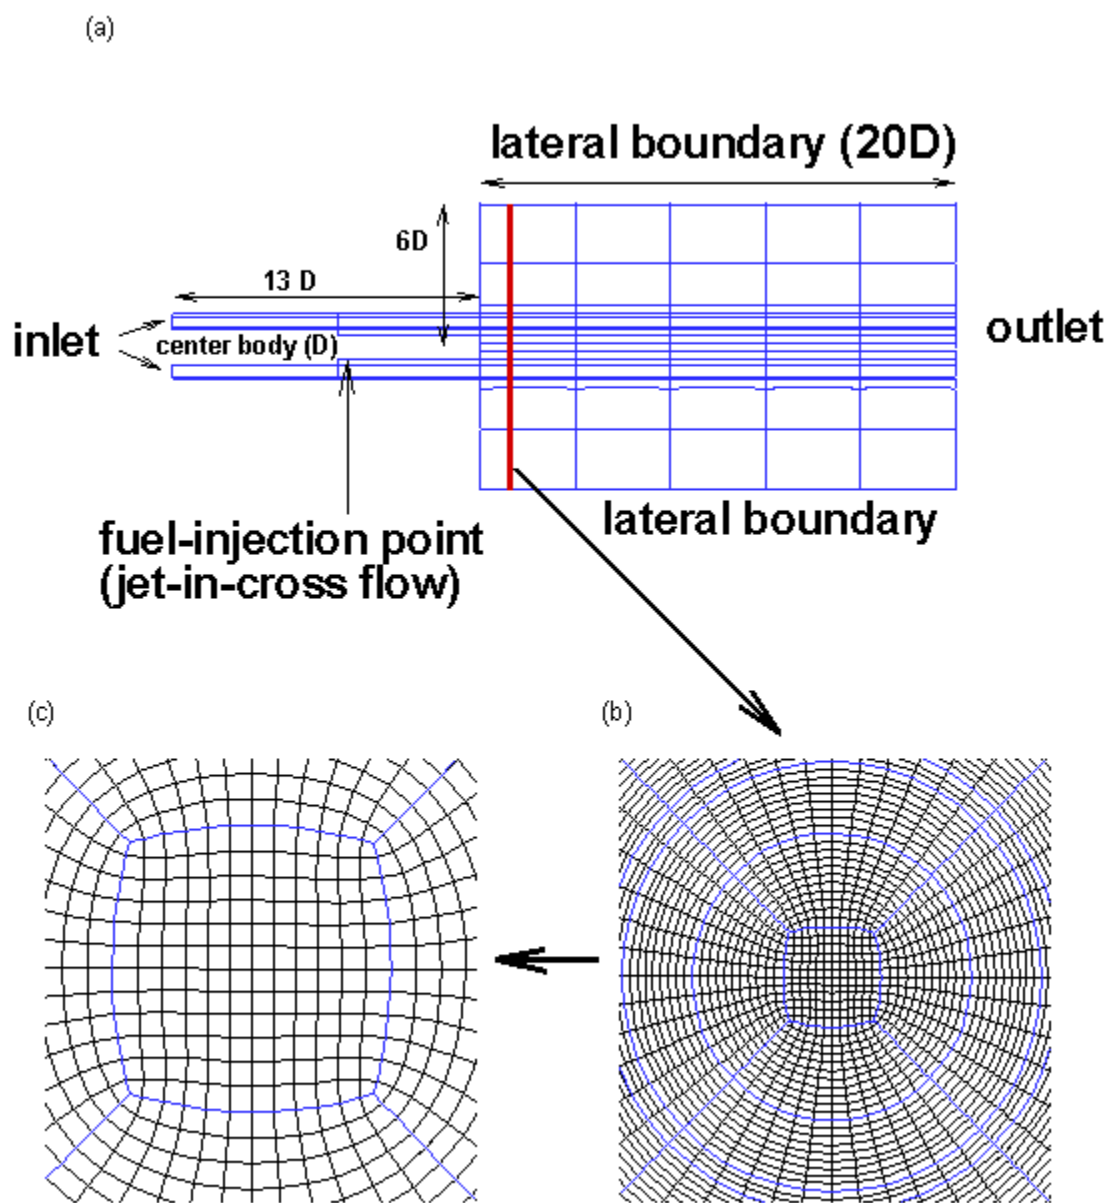 (a)
lateral boundary (20D)
6D
13 D
inlet
center body (D)
outlet
fuel-injection point
(jet-in-cross flow)
lateral boundary
(c)
(b)